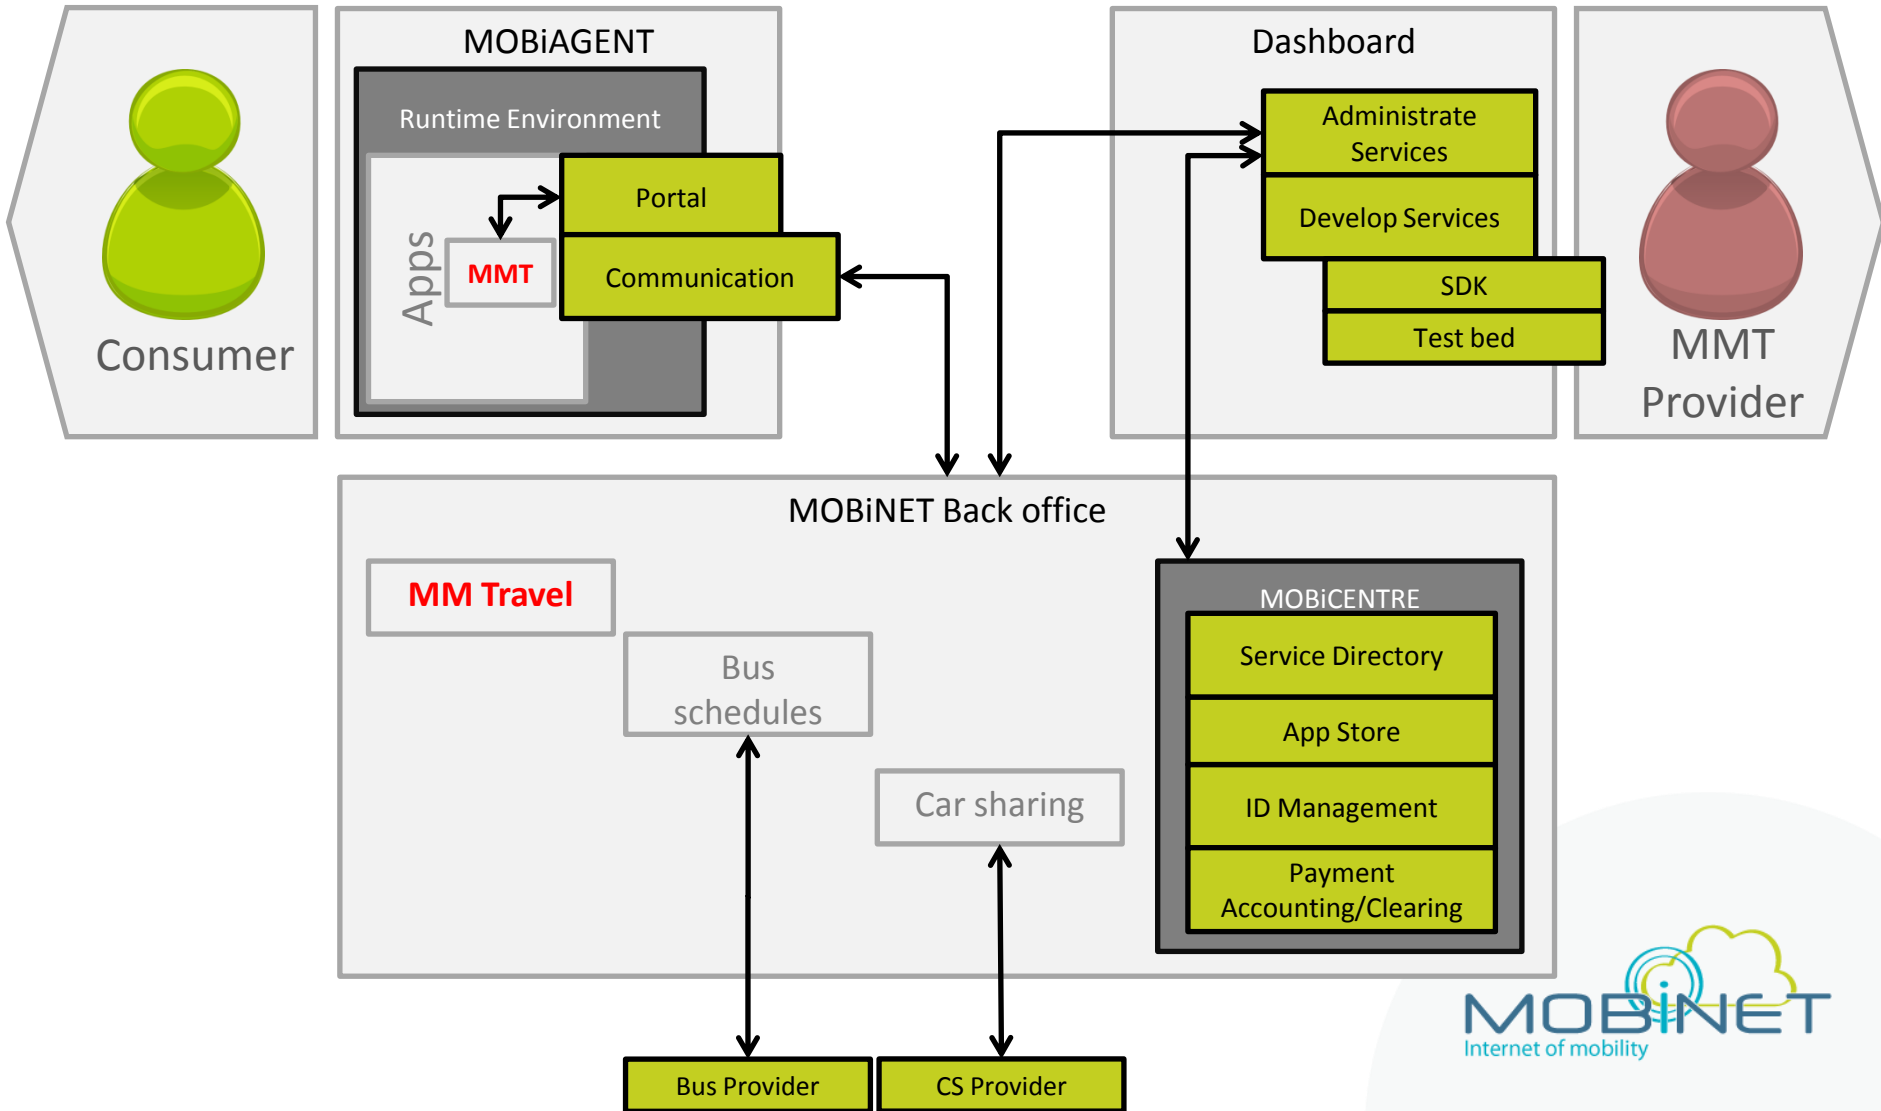 MOBiAGENT
Dashboard
Runtime Environment
Administrate
Services
Portal
Develop Services
Apps
MMT
Communication
SDK
Test bed
Consumer
MMT
Provider
MOBiNET Back office
MM Travel
MOBiCENTRE
Bus
schedules
Service Directory
App Store
Car sharing
ID Management
Payment
Accounting/Clearing
MOBiNET
Internet of mobility
Bus Provider
CS Provider